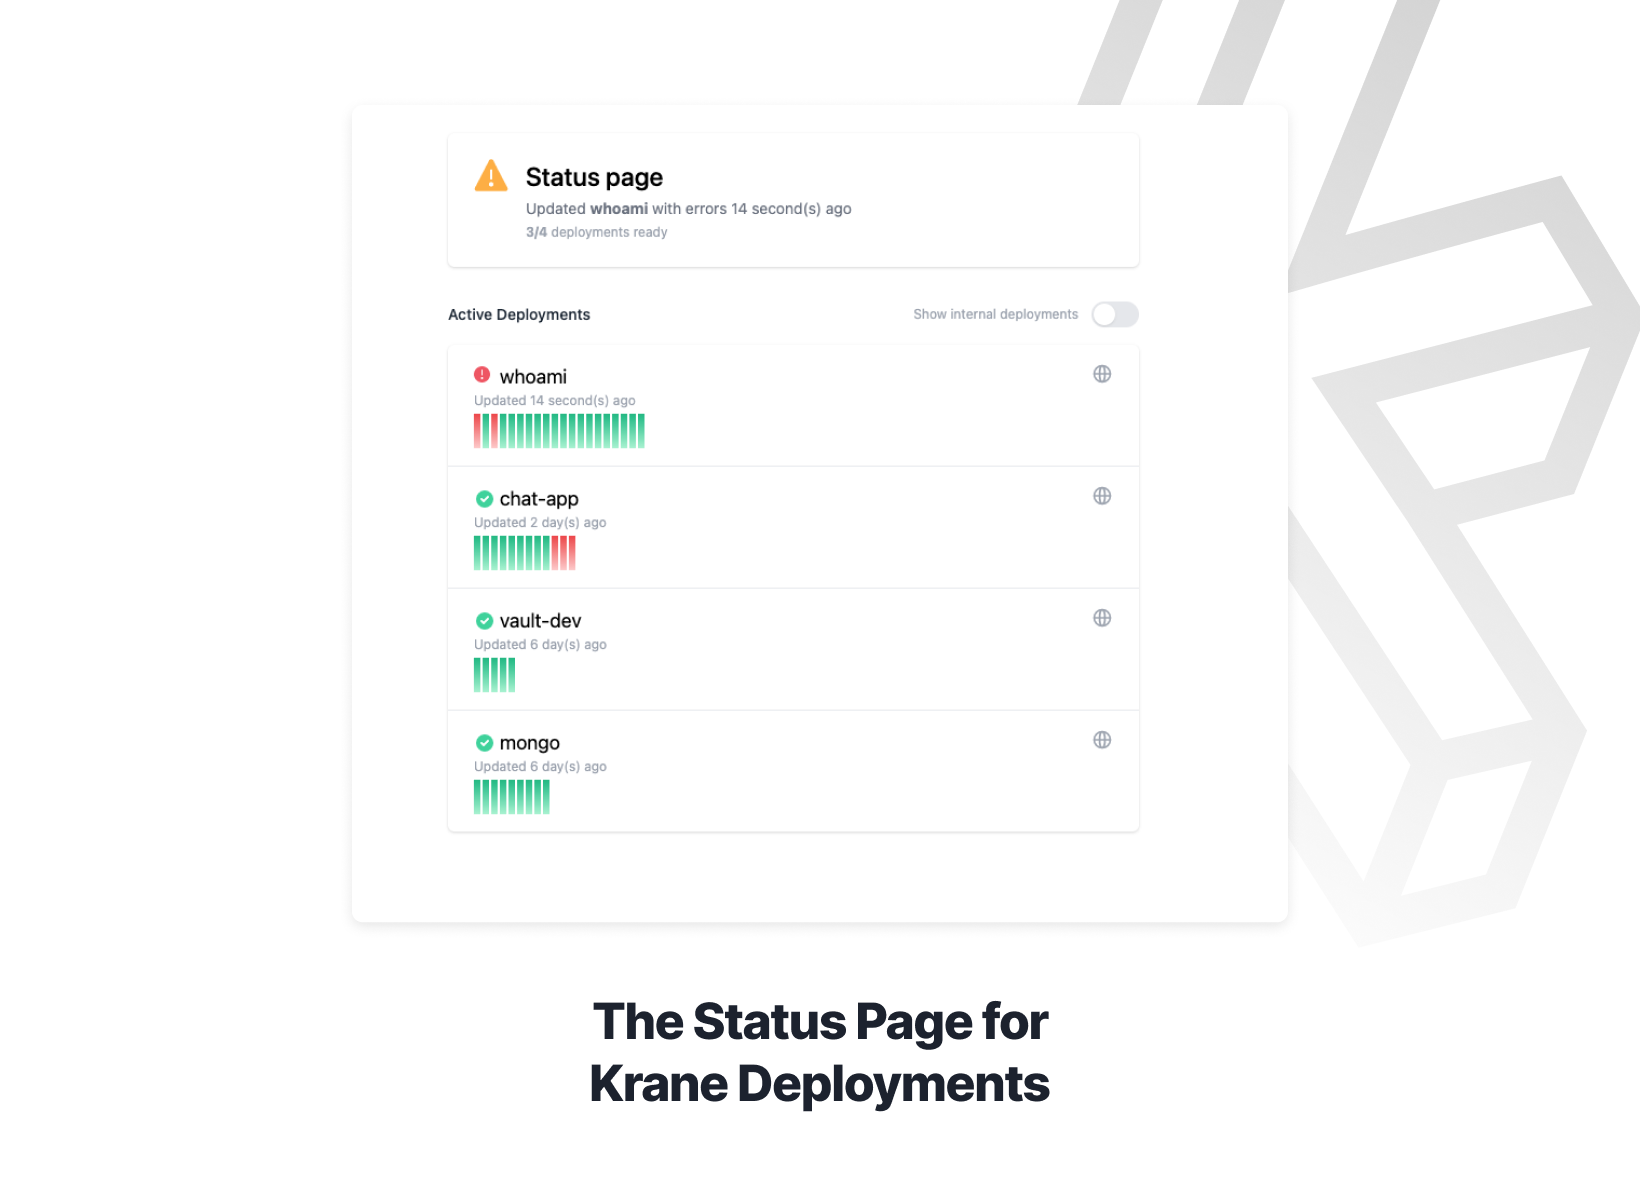 Status page
Updated whoami with errors 14 second(s) ago
3/4 deployments ready
Active Deployments
Show internal deployments
whoami
Updated 14 second(s) ago
chat-app
Updated 2 day(s) ago
vault-dev
Updated 6 day(s) ago
mongo
Updated 6 day(s) ago
The Status Page for
Krane Deployments